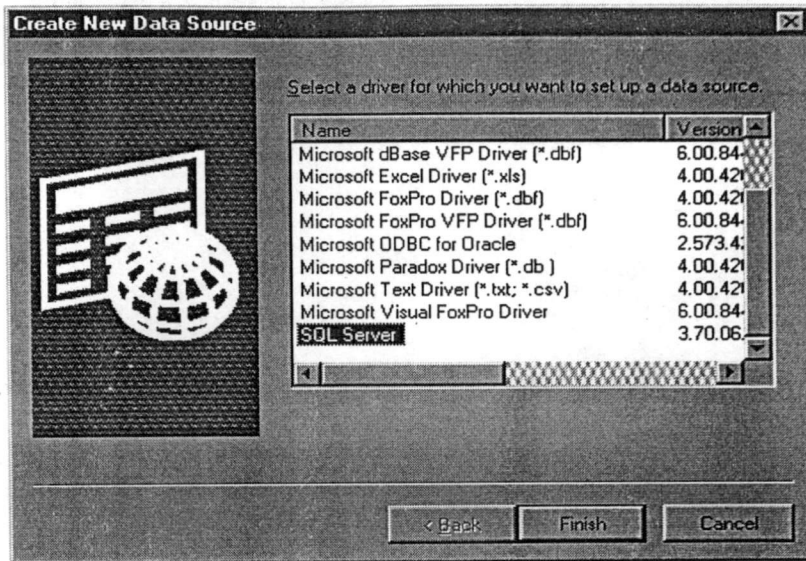 Create New Data Source
Select a driver for which you want to set up a data source.
Name Version
Microsoft dBase VFP Driver (*.dbf) 6.00.84
Microsoft Excel Driver (*.xls) 4.00.42
Microsoft FoxPro Driver (*.dbf) 4.00.42
Microsoft FoxPro VFP Driver (*.dbf) 6.00.84
Microsoft ODBC for Oracle 2.573.4
Microsoft Paradox Driver (*.db ) 4.00.42
Microsoft Text Driver (*.txt; *.csv) 4.00.42
Microsoft Visual FoxPro Driver 6.00.84
SQL Server 3.70.06.
< Back Finish Cancel